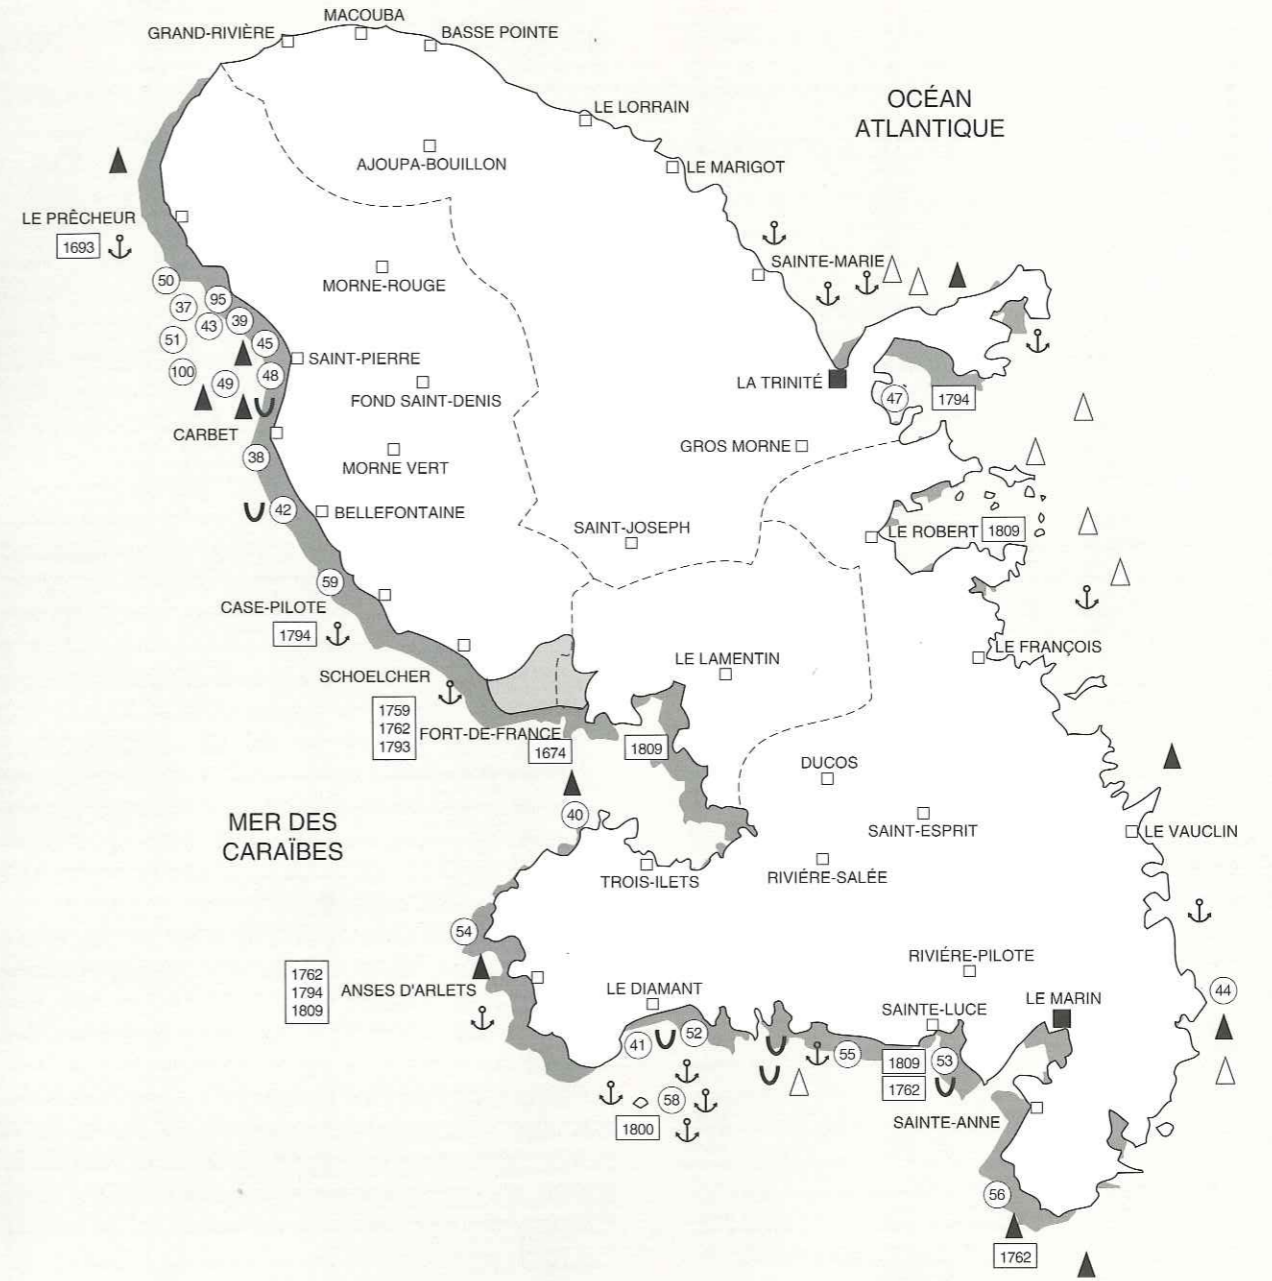 MACOUBA
GRAND-RIVIÈRE
BASSE POINTE
LE LORRAIN
OCÉAN
ATLANTIQUE
AJOUPA-BOUILLON
LE MARIGOT
LE PRÊCHEUR
1693
SAINTE-MARIE
MORNE-ROUGE
50
37
95
43
39
51
45
SAINT-PIERRE
100
49
48
FOND SAINT-DENIS
LA TRINITÉ
47
1794
CARBET
38
MORNE VERT
GROS MORNE
42
BELLEFONTAINE
SAINT-JOSEPH
LE ROBERT
1809
59
CASE-PILOTE
1794
LE FRANÇOIS
LE LAMENTIN
SCHOELCHER
1759
1762
1793
FORT-DE-FRANCE
1674
1809
DUCOS
40
MER DES
CARAÏBES
SAINT-ESPRIT
LE VAUCLIN
TROIS-ILETS
RIVIÉRE-SALÉE
54
RIVIÉRE-PILOTE
1762
1794
1809
ANSES D'ARLETS
LE DIAMANT
SAINTE-LUCE
LE MARIN
44
41
52
55
1809
53
1762
58
1800
SAINTE-ANNE
56
1762